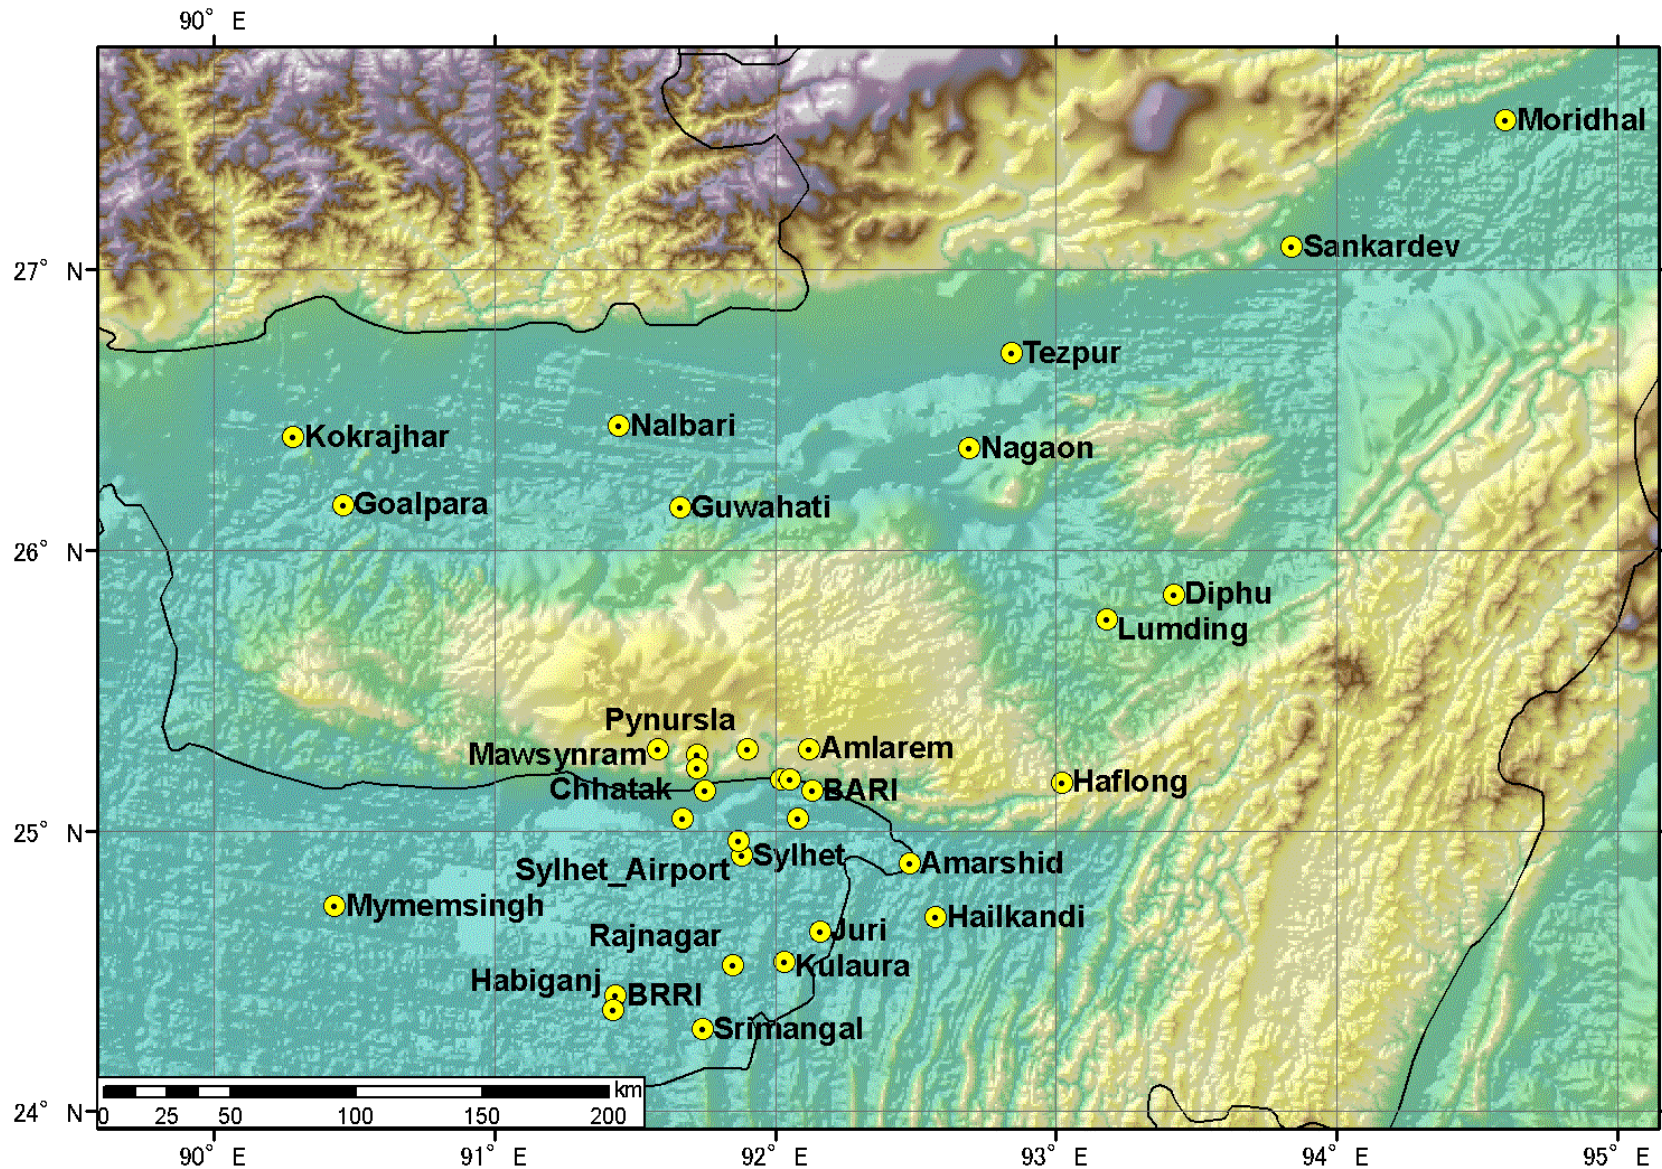 90° E
Moridhal
Sankardev
27° N
Tezpur
Nalbari
Kokrajhar
Nagaon
Goalpara
Guwahati
26° N
Diphu
Lumding
Pynursla
Mawsynram
Amlarem
Haflong
Chhatak
BARI
25° N
Sylhet
Sylhet_Airport
Amarshid
Mymemsingh
Hailkandi
Juri
Rajnagar
Kulaura
Habiganj
BRRI
Srimangal
km
0 25 50 100 150 200
24° N
90° E 91° E 92° E 93° E 94° E 95° E